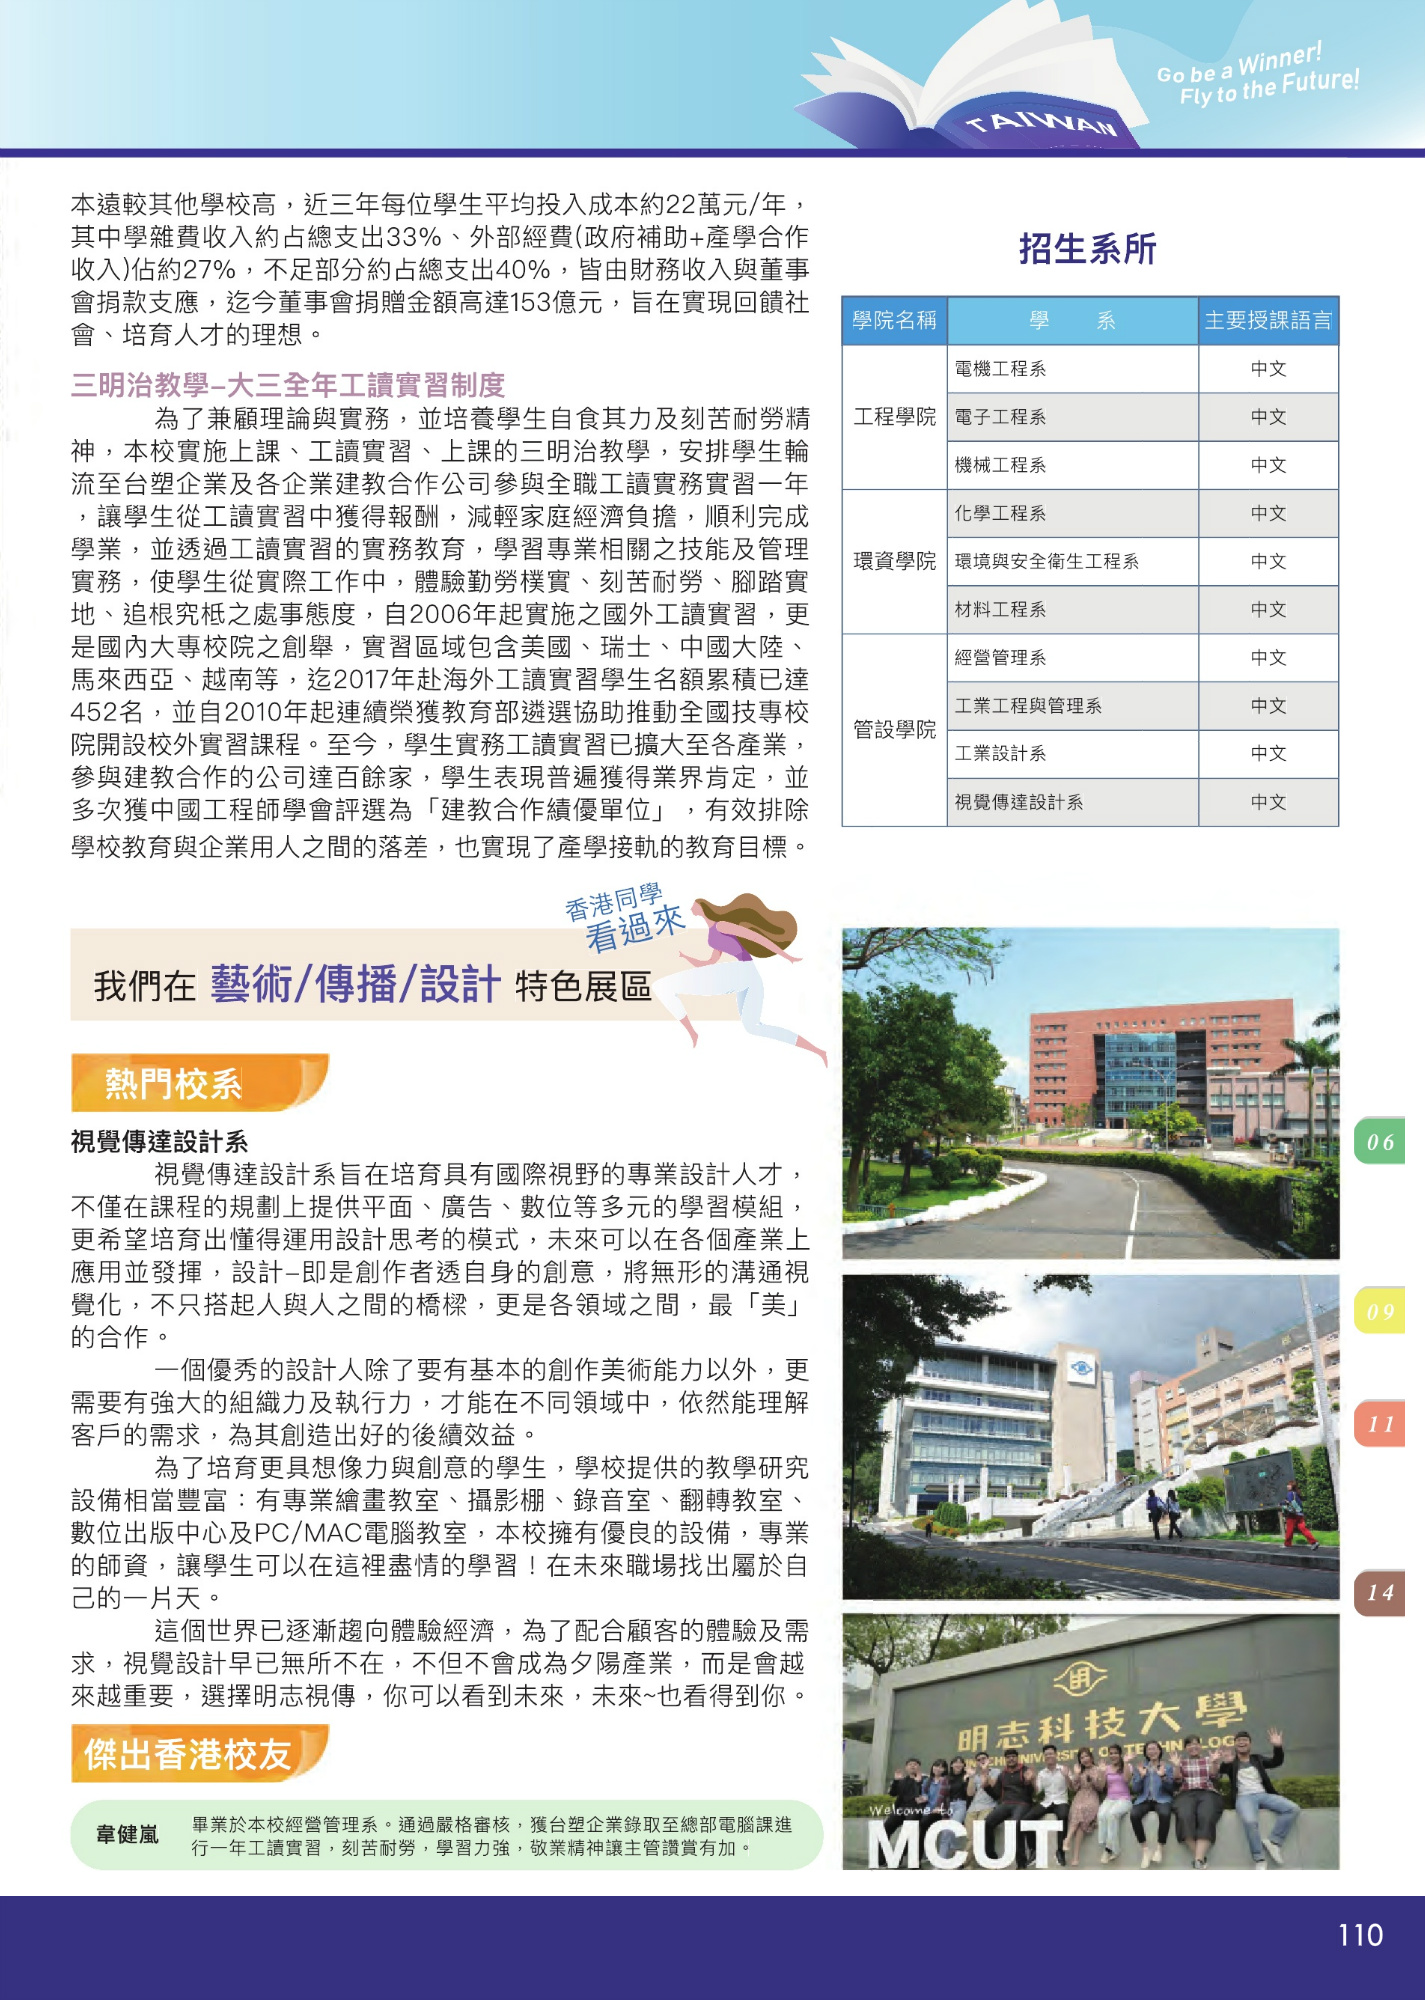 Go be a Winner!
Fly to the Future!
TAIWAN
本遠較其他學校高，近三年每位學生平均投入成本約22萬元/年，
其中學雜費收入約占總支出33%、外部經費(政府補助+產學合作
收入)佔約27%，不足部分約占總支出40%，皆由財務收入與董事
會捐款支應，迄今董事會捐贈金額高達153億元，旨在實現回饋社
會、培育人才的理想。
三明治教學–大三全年工讀實習制度
為了兼顧理論與實務，並培養學生自食其力及刻苦耐勞精
神，本校實施上課、工讀實習、上課的三明治教學，安排學生輪
流至台塑企業及各企業建教合作公司參與全職工讀實務實習一年
，讓學生從工讀實習中獲得報酬，減輕家庭經濟負擔，順利完成
學業，並透過工讀實習的實務教育，學習專業相關之技能及管理
實務，使學生從實際工作中，體驗勤勞樸實、刻苦耐勞、腳踏實
地、追根究柢之處事態度，自2006年起實施之國外工讀實習，更
是國內大專校院之創舉，實習區域包含美國、瑞士、中國大陸、
馬來西亞、越南等，迄2017年赴海外工讀實習學生名額累積已達
452名，並自2010年起連續榮獲教育部遴選協助推動全國技專校
院開設校外實習課程。至今，學生實務工讀實習已擴大至各產業，
參與建教合作的公司達百餘家，學生表現普遍獲得業界肯定，並
多次獲中國工程師學會評選為「建教合作績優單位」，有效排除
學校教育與企業用人之間的落差，也實現了產學接軌的教育目標。
招生系所
學院名稱 學 系 主要授課語言
工程學院
電機工程系 中文
電子工程系 中文
機械工程系 中文
環資學院
化學工程系 中文
環境與安全衛生工程系 中文
材料工程系 中文
管設學院
經營管理系 中文
工業工程與管理系 中文
工業設計系 中文
視覺傳達設計系 中文
香港同學
看過來
我們在 藝術/傳播/設計 特色展區
熱門校系
視覺傳達設計系
視覺傳達設計系旨在培育具有國際視野的專業設計人才，
不僅在課程的規劃上提供平面、廣告、數位等多元的學習模組，
更希望培育出懂得運用設計思考的模式，未來可以在各個產業上
應用並發揮，設計–即是創作者透自身的創意，將無形的溝通視
覺化，不只搭起人與人之間的橋樑，更是各領域之間，最「美」
的合作。
一個優秀的設計人除了要有基本的創作美術能力以外，更
需要有強大的組織力及執行力，才能在不同領域中，依然能理解
客戶的需求，為其創造出好的後續效益。
為了培育更具想像力與創意的學生，學校提供的教學研究
設備相當豐富：有專業繪畫教室、攝影棚、錄音室、翻轉教室、
數位出版中心及PC/MAC電腦教室，本校擁有優良的設備，專業
的師資，讓學生可以在這裡盡情的學習！在未來職場找出屬於自
己的一片天。
這個世界已逐漸趨向體驗經濟，為了配合顧客的體驗及需
求，視覺設計早已無所不在，不但不會成為夕陽產業，而是會越
來越重要，選擇明志視傳，你可以看到未來，未來~也看得到你。
傑出香港校友
韋健嵐
畢業於本校經營管理系。通過嚴格審核，獲台塑企業錄取至總部電腦課進
行一年工讀實習，刻苦耐勞，學習力強，敬業精神讓主管讚賞有加。
明
明志科技大學
Welcome to
MCUT
06
09
11
14
110